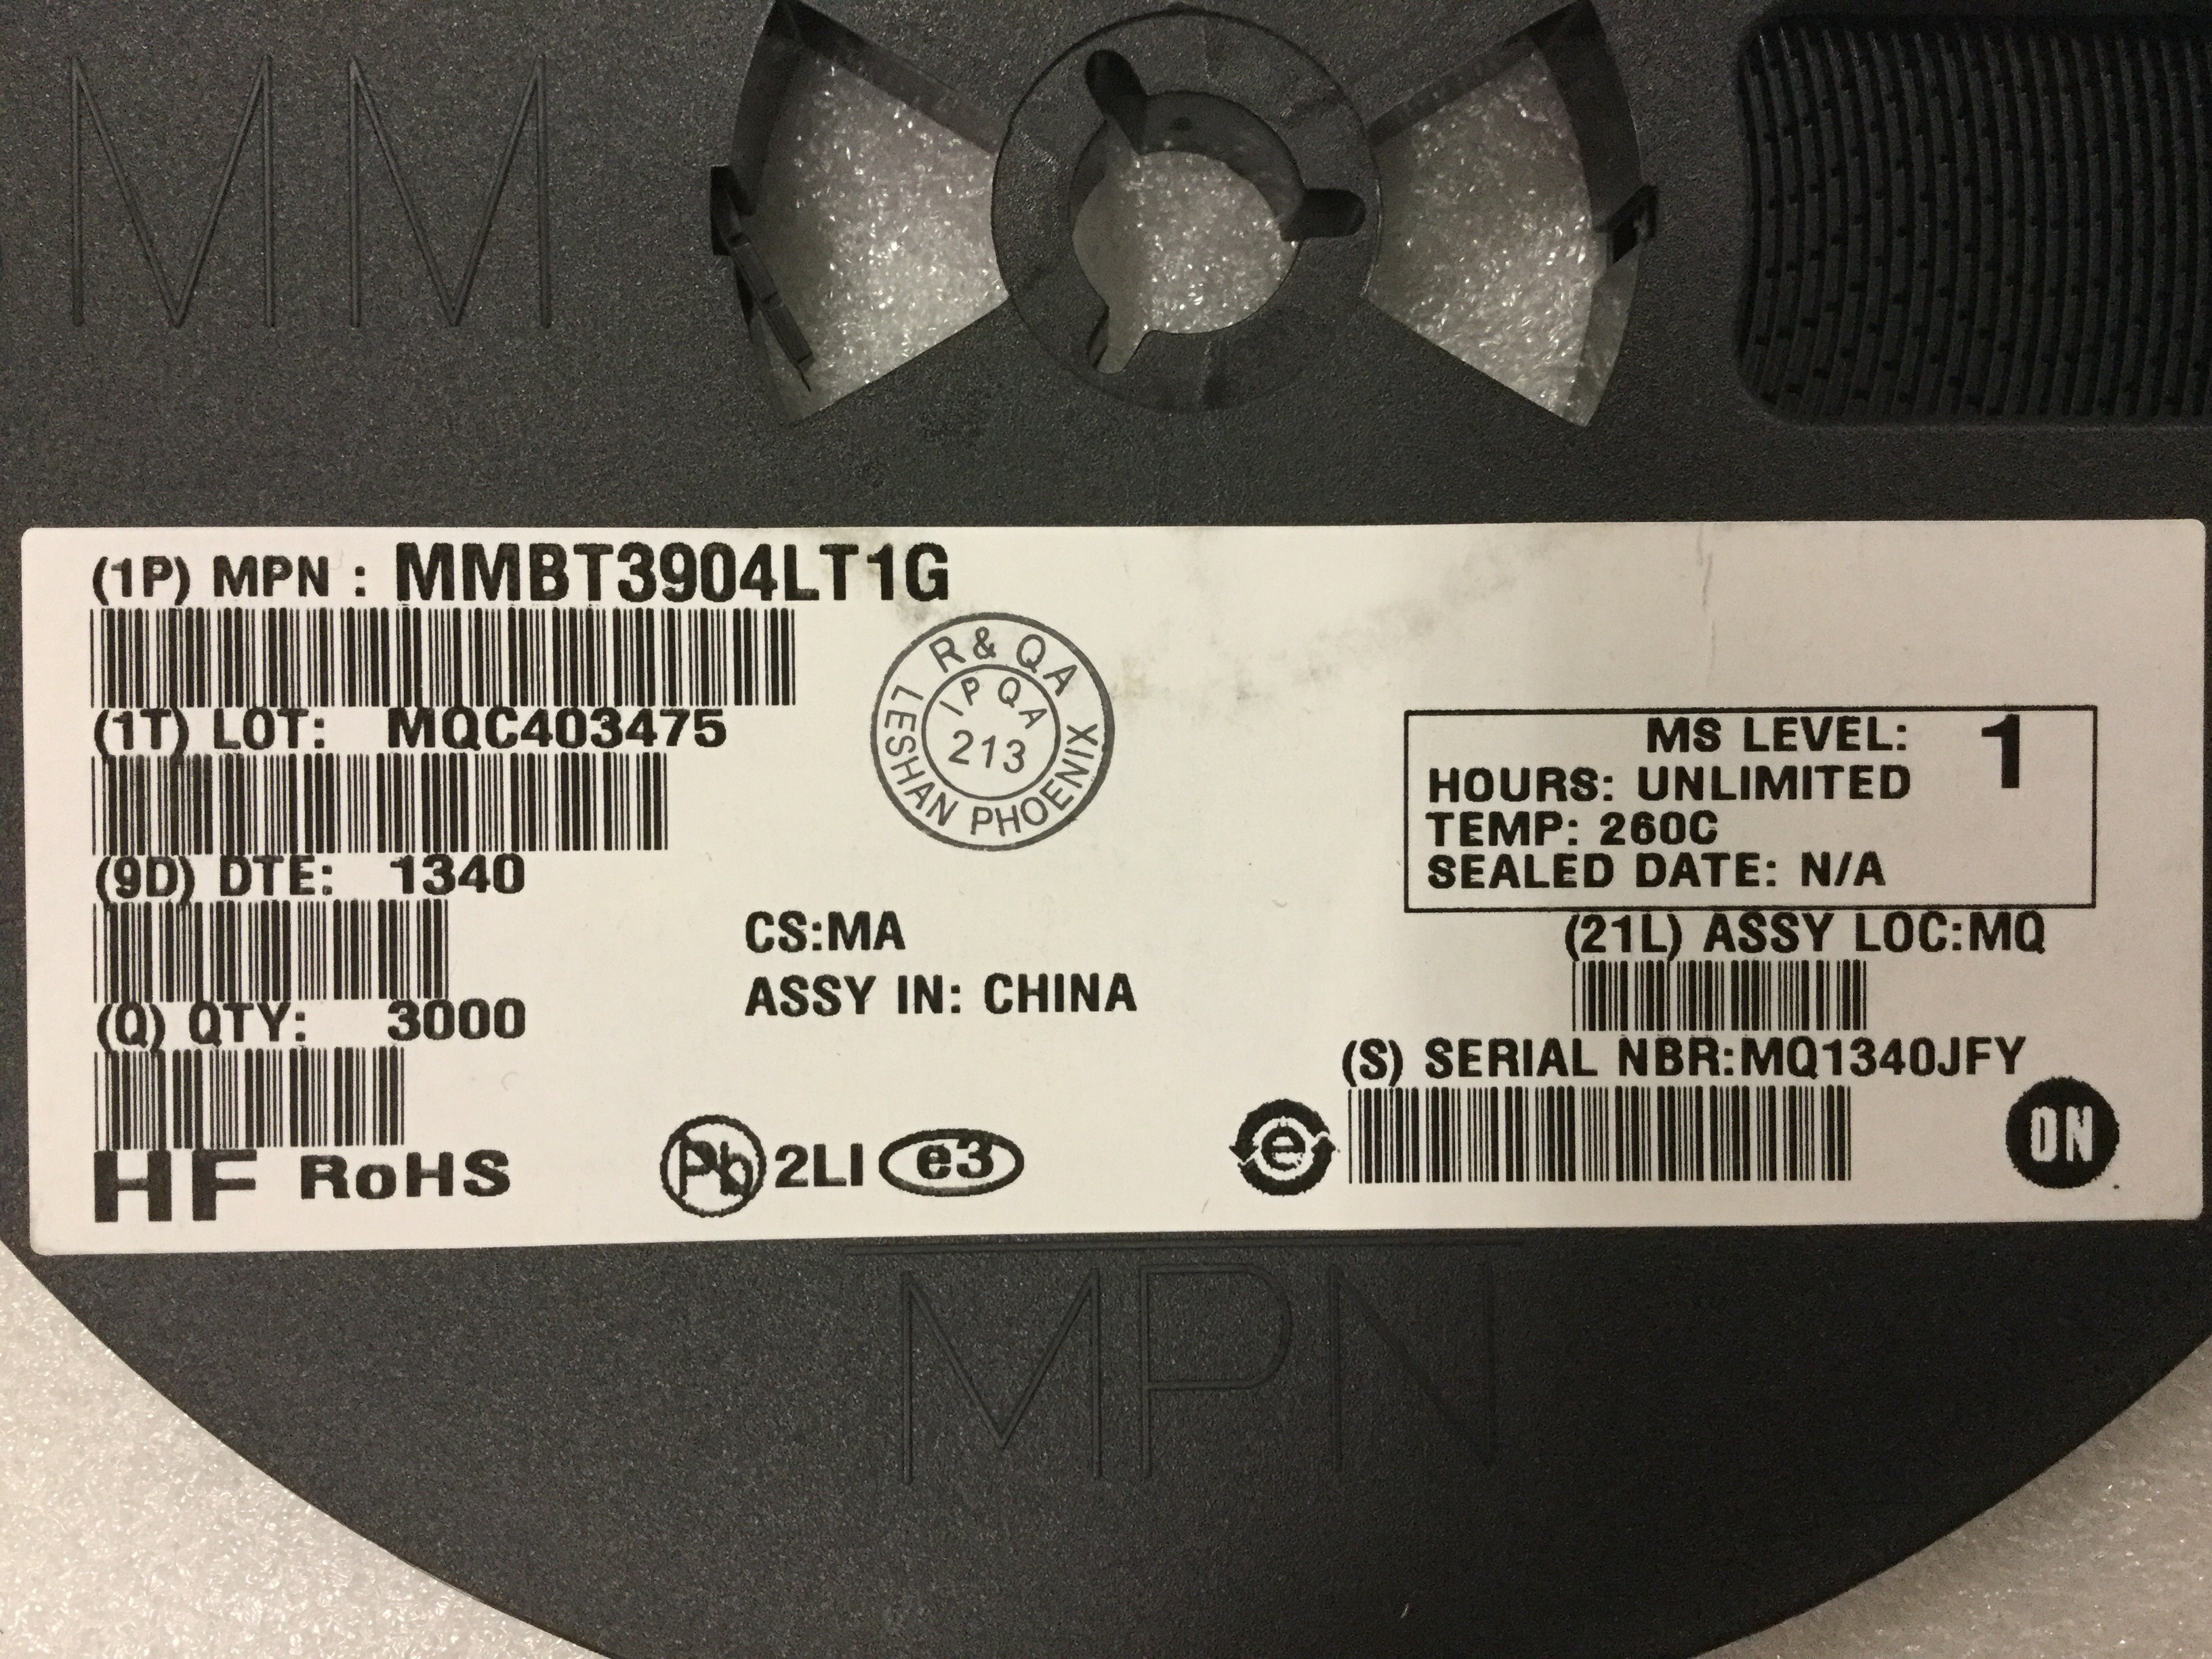 MM
(1P) MPN : MMBT3904LT1G
R & QA
IPQA
213
LESHAN PHOENIX
(1T) LOT: MQC403475
MS LEVEL: 1
HOURS: UNLIMITED
TEMP: 260C
SEALED DATE: N/A
(9D) DTE: 1340
CS:MA
(21L) ASSY LOC:MQ
ASSY IN: CHINA
(Q) QTY: 3000
(S) SERIAL NBR:MQ1340JFY
HF RoHS
Pb 2LI e3
e
ON
MPN